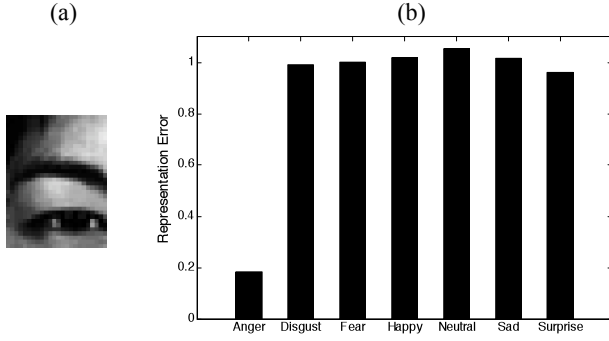 (a)
(b)
1
0.8
0.6
0.4
0.2
0
Representation Error
Anger Disgust Fear Happy Neutral Sad Surprise